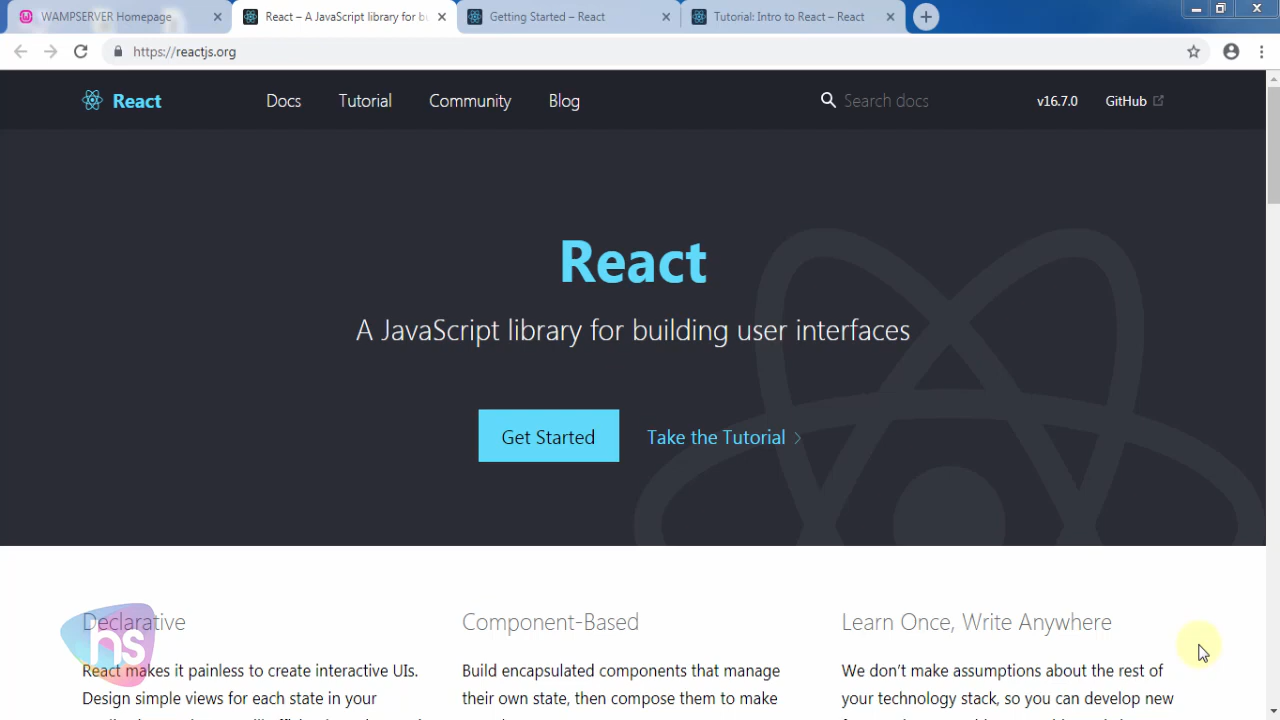 WAMPSERVER Homepage
React – A JavaScript library for bu
Getting Started – React
Tutorial: Intro to React – React
https://reactjs.org
React
Docs
Tutorial
Community
Blog
Search docs
v16.7.0
GitHub
React
A JavaScript library for building user interfaces
Get Started
Take the Tutorial
Declarative
Component-Based
Learn Once, Write Anywhere
hs
React makes it painless to create interactive UIs.
Design simple views for each state in your
Build encapsulated components that manage
their own state, then compose them to make
We don’t make assumptions about the rest of
your technology stack, so you can develop new